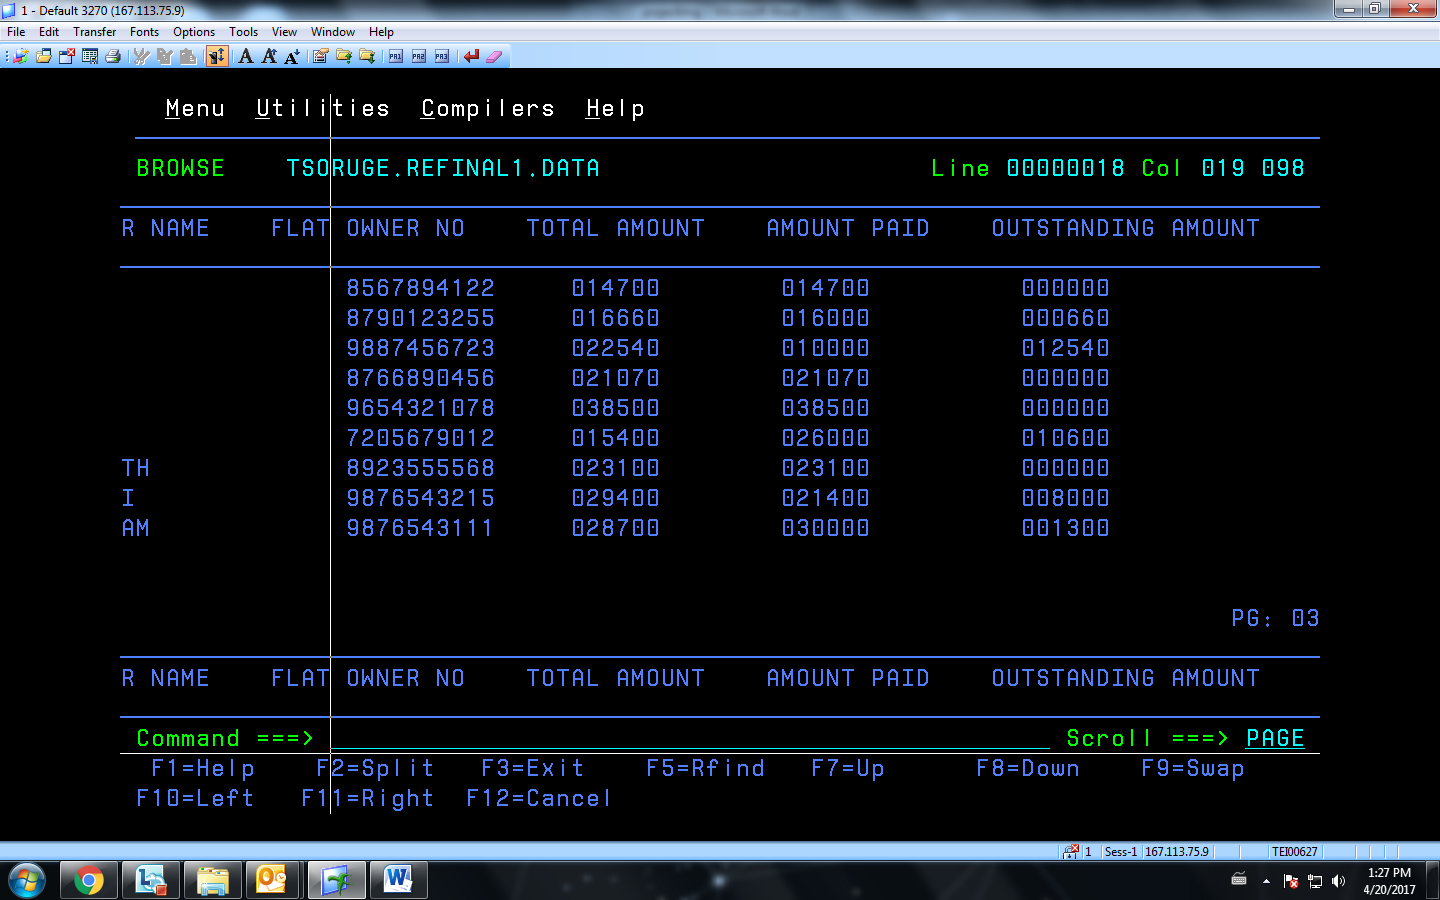 1 - Default 3270 (167.113.75.9)
File Edit Transfer Fonts Options Tools View Window Help
PA1 PA2 PA3
Menu Utilities Compilers Help
BROWSE TSORUGE.REFINAL1.DATA Line 00000018 Col 019 098
R NAME FLAT OWNER NO TOTAL AMOUNT AMOUNT PAID OUTSTANDING AMOUNT
8567894122 014700 014700 000000
8790123255 016660 016000 000660
9887456723 022540 010000 012540
8766890456 021070 021070 000000
9654321078 038500 038500 000000
7205679012 015400 026000 010600
TH 8923555568 023100 023100 000000
I 9876543215 029400 021400 008000
AM 9876543111 028700 030000 001300
PG: 03
R NAME FLAT OWNER NO TOTAL AMOUNT AMOUNT PAID OUTSTANDING AMOUNT
Command ===> Scroll ===> PAGE
F1=Help F2=Split F3=Exit F5=Rfind F7=Up F8=Down F9=Swap
F10=Left F11=Right F12=Cancel
1 Sess-1 167.113.75.9 TEI00627
1:27 PM
4/20/2017